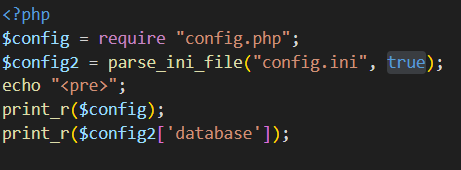 <?php
$config = require "config.php";
$config2 = parse_ini_file("config.ini", true);
echo "<pre>";
print_r($config);
print_r($config2['database']);